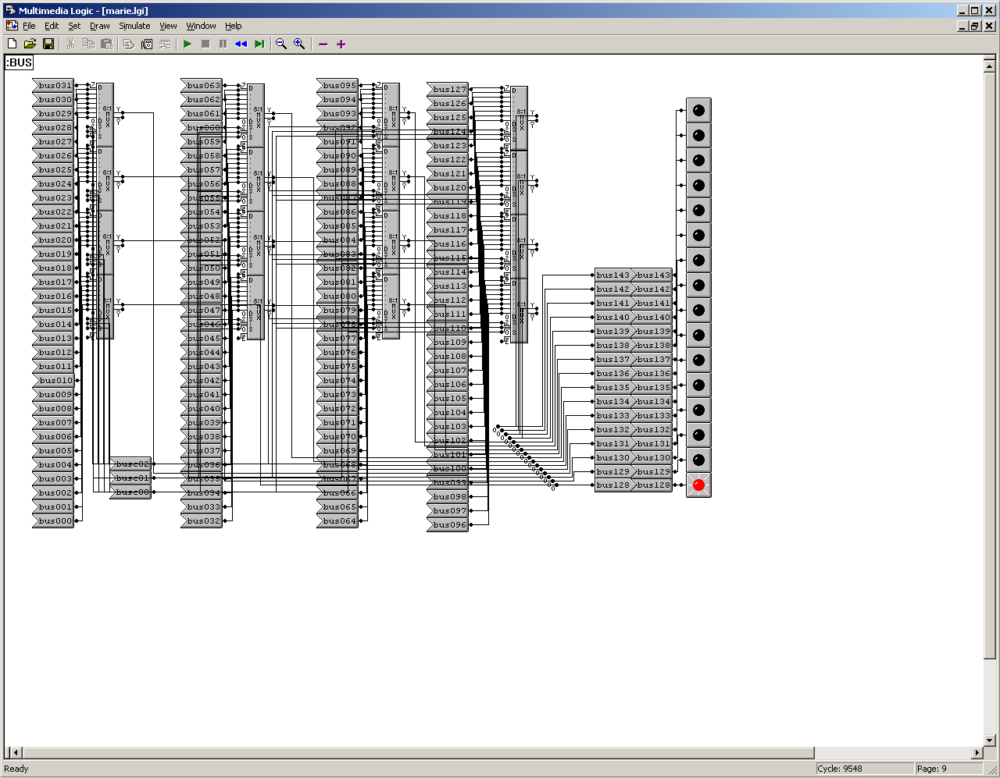 Multimedia Logic - [marie.lgi]
File Edit Set Draw Simulate View Window Help
:BUS
bus031 bus063 bus095 bus127
bus030 bus062 bus094 bus126
bus029 bus061 bus093 bus125
bus028 bus060 bus092 bus124
bus027 bus059 bus091 bus123
bus026 bus058 bus090 bus122
bus025 bus057 bus089 bus121
bus024 bus056 bus088 bus120
bus023 bus055 bus087 bus119
bus022 bus054 bus086 bus118
bus021 bus053 bus085 bus117
bus020 bus052 bus084 bus116
bus019 bus051 bus083 bus115
bus018 bus050 bus082 bus114 bus143 bus143
bus017 bus049 bus081 bus113 bus142 bus142
bus016 bus048 bus080 bus112 bus141 bus141
bus015 bus047 bus079 bus111 bus140 bus140
bus014 bus046 bus078 bus110 bus139 bus139
bus013 bus045 bus077 bus109 bus138 bus138
bus012 bus044 bus076 bus108 bus137 bus137
bus011 bus043 bus075 bus107 bus136 bus136
bus010 bus042 bus074 bus106 bus135 bus135
bus009 bus041 bus073 bus105 bus134 bus134
bus008 bus040 bus072 bus104 bus133 bus133
bus007 bus039 bus071 bus103 bus132 bus132
bus006 bus038 bus070 bus102 bus131 bus131
bus005 bus037 bus069 bus101 bus130 bus130
bus004 busc02 bus036 bus068 bus100 bus129 bus129
bus003 busc01 bus035 bus067 bus099 bus128 bus128
bus002 busc00 bus034 bus066 bus098
bus001 bus033 bus065 bus097
bus000 bus032 bus064 bus096
Ready Cycle: 9548 Page: 9